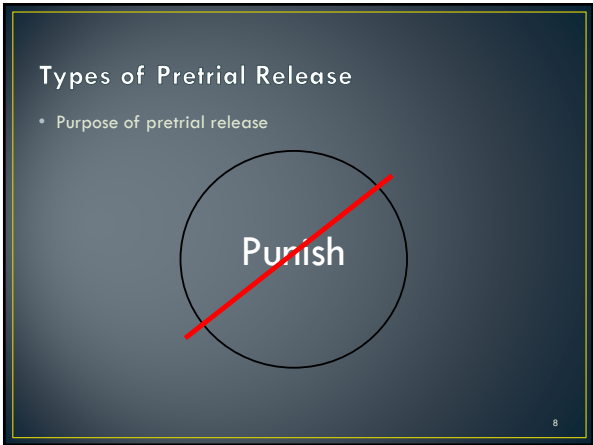 Types of Pretrial Release
• Purpose of pretrial release
Punish
8